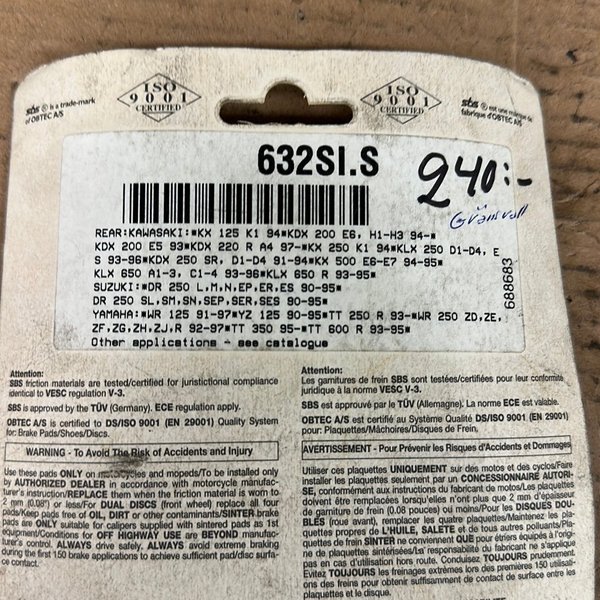 ISO
9001
CERTIFIED
ISO
9001
CERTIFIED
sbs ® is a trade-mark
of OBTEC A/S
sbs ® est une marque de
fabrique d'OBTEC A/S
632SI.S
240:-
688683
REAR:KAWASAKI:*KX 125 K1 94*KDX 200 E6, H1-H3 94-*
KDX 200 E5 93*KDX 220 R A4 97-*KX 250 K1 94*KLX 250 D1-D4, E
S 93-96*KDX 250 SR, D1-D4 91-94*KX 500 E6-E7 94-95*
KLX 650 A1-3, C1-4 93-96*KLX 650 R 93-95*
SUZUKI:*DR 250 L,M,N,EP,ER,ES 90-95*
DR 250 SL,SM,SN,SEP,SER,SES 90-95*
YAMAHA:*WR 125 91-97*YZ 125 90-95*TT 250 R 93-*WR 250 ZD,ZE,
ZF,ZG,ZH,ZJ,R 92-97*TT 350 95-*TT 600 R 93-95*
Other applications - see catalogue
Attention:
SBS friction materials are tested/certified for juristictional compliance
identical to VESC regulation V-3.
SBS is approved by the TÜV (Germany). ECE regulation apply.
OBTEC A/S is certified to DS/ISO 9001 (EN 29001) Quality System
for: Brake Pads/Shoes/Discs.
WARNING - To Avoid The Risk of Accidents and Injury
Use these pads ONLY on motorcycles and mopeds/To be installed only
by AUTHORIZED DEALER in accordance with motorcycle manufac-
turer's instruction/REPLACE them when the friction material is worn to
2 mm (0.08") or less/For DUAL DISCS (front wheel) replace all four
pads/Keep pads free of OIL, DIRT or other contaminants/SINTER brake
pads are ONLY suitable for calipers supplied with sintered pads as 1st
equipment/Conditions for OFF HIGHWAY USE are BEYOND manufac-
turer's control. ALWAYS drive safely. ALWAYS avoid extreme braking
during the first 150 brake applications to achieve sufficient pad/disc surfa-
ce contact.
Attention:
Les garnitures de frein SBS sont testées/certifiées pour leur conformité
juridique à la norme VESC V-3.
SBS est approuvé par le TÜV (Allemagne). La norme ECE est valable.
OBTEC A/S est certifié au Système Qualité DS/ISO 9001 (EN 29001)
pour: Plaquettes/Mâchoires/Disques de Frein.
AVERTISSEMENT - Pour Prévenir les Risques d'Accidents et Dommages
Utiliser ces plaquettes UNIQUEMENT sur des motos et des cyclos/Faire
installer les plaquettes seulement par un CONCESSIONNAIRE AUTORI-
SE, conformément aux instructions du fabricant de motos/Les plaquettes
doivent être remplacées lorsqu'elles n'ont plus que 2 mm d'épaisseur
de garniture de frein (0.08 pouces) ou moins/Pour les DISQUES DOU-
BLÉS (roue avant), remplacer les quatre plaquettes/Maintenez les pla-
quettes propres de L'HUILE, SALETE et de tous autres polluants/Pla-
quettes de frein SINTER ne conviennent QUE pour étriers équipés à l'origi-
ne de plaquettes sintérisées/La responsabilité du fabricant ne s'applique
pas en cas d'utilisation hors route. Conduisez TOUJOURS prudemment.
Evitez TOUJOURS les freinages extrêmes lors des premières 150 utilisati-
ons des freins pour obtenir suffisamment de contact de surface entre les
plaquettes et le disque.